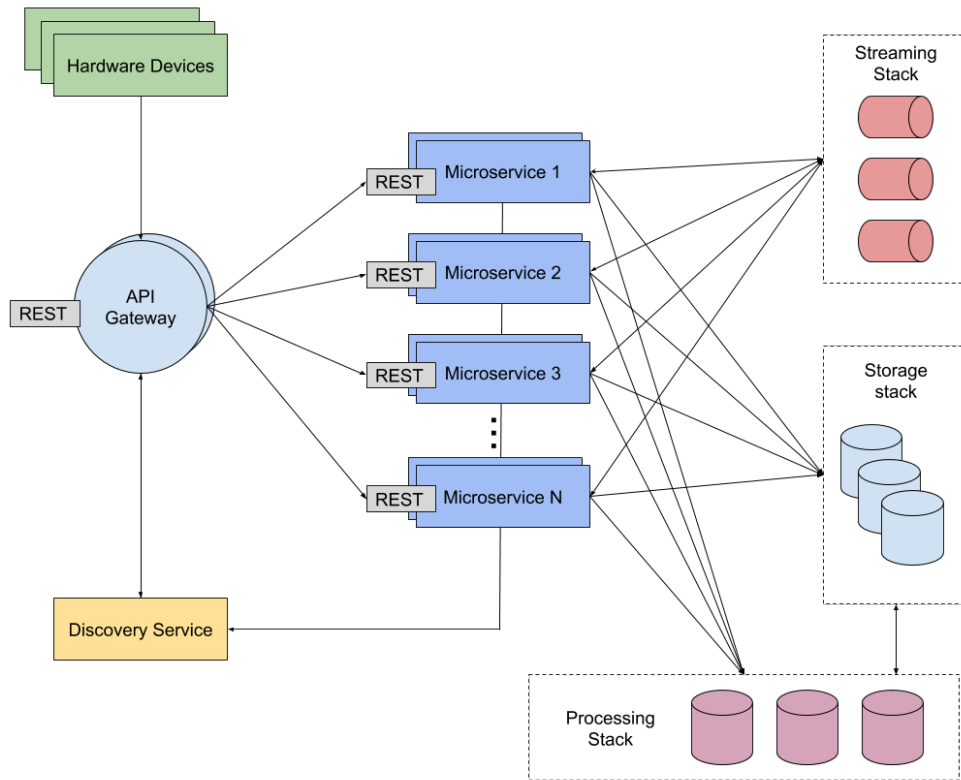 Hardware Devices
Streaming
Stack
Microservice 1
REST
Microservice 2
REST
API
Gateway
REST
Microservice 3
REST
Storage
stack
Microservice N
REST
Discovery Service
Processing
Stack